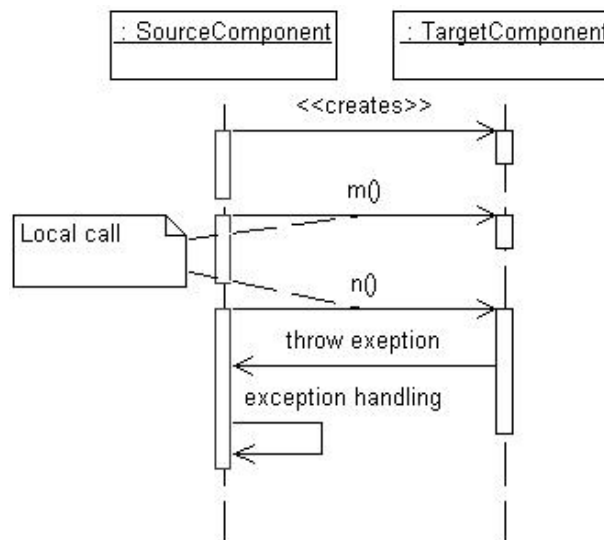 : SourceComponent
: TargetComponent
<<creates>>
m()
Local call
n()
throw exeption
exception handling